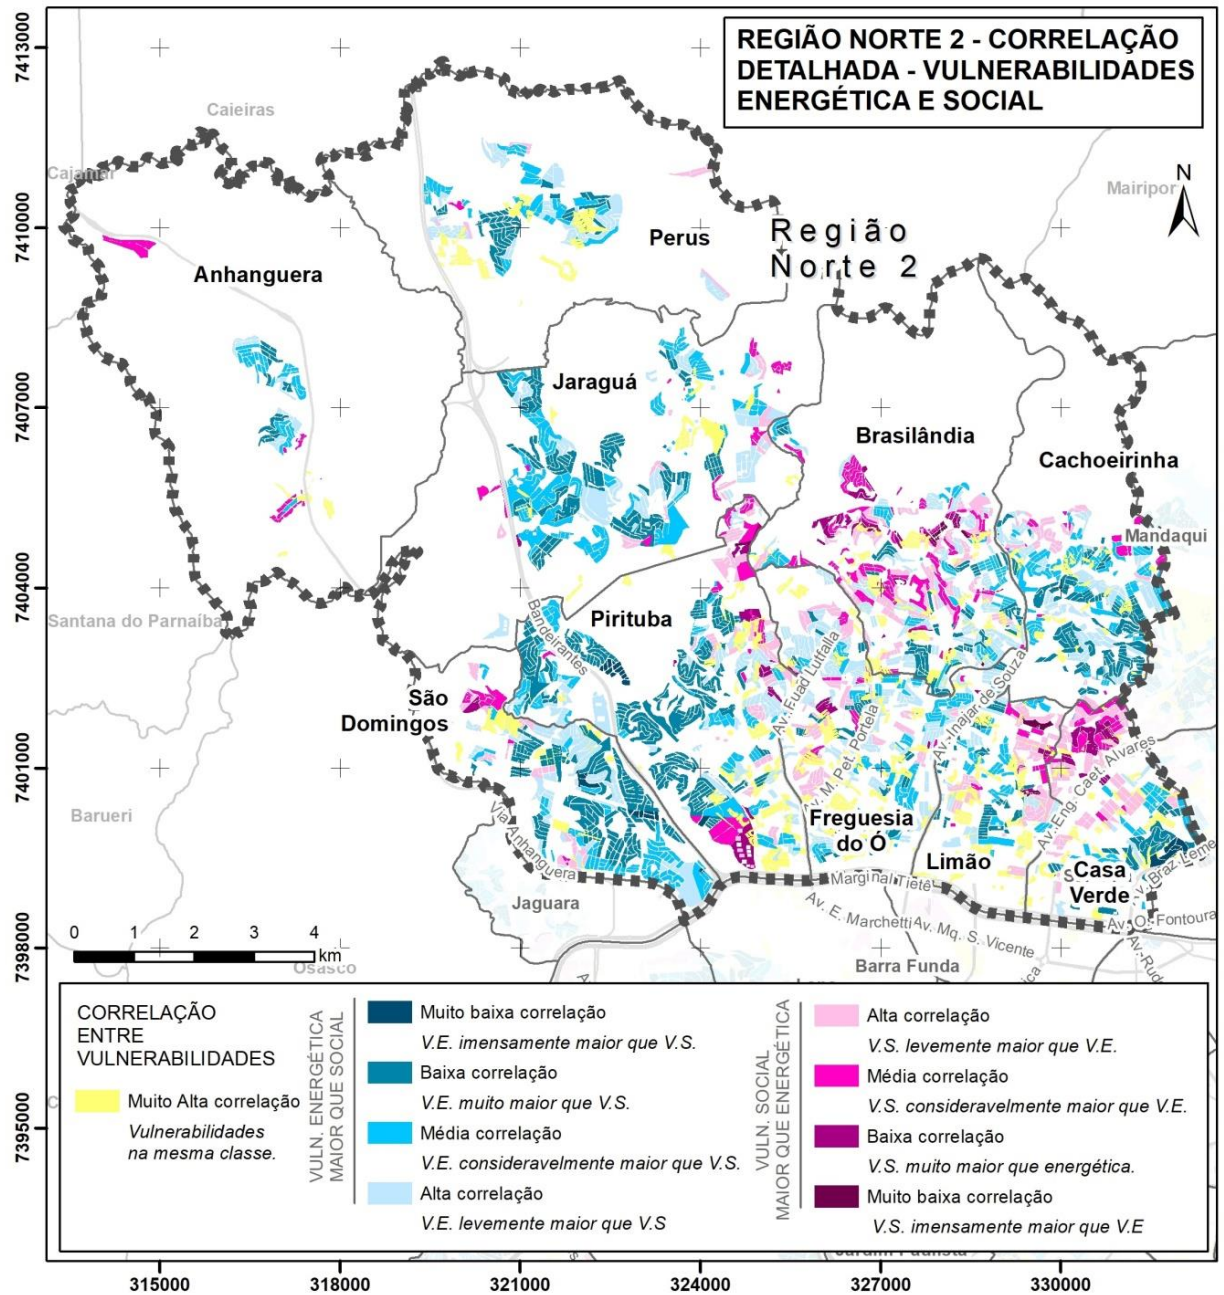 REGIÃO NORTE 2 - CORRELAÇÃO
DETALHADA - VULNERABILIDADES
ENERGÉTICA E SOCIAL
7413000
7410000
7407000
7404000
7401000
7398000
7395000
Caieiras
Cajamar
Mairipor
N
Perus
Região
Norte 2
Anhanguera
Jaraguá
Brasilândia
Cachoeirinha
Mandaqui
Santana do Parnaíba
Pirituba
Bandeirantes
Av. Fuad Lutfalla
Av. Inajar de Souza
São
Domingos
Av. M. Pet. Portela
Av. Eng. Caet. Alvares
Barueri
Via Anhanguera
Freguesia
do Ó
Limão
Casa
Verde
Av. Braz Leme
Jaguara
Marginal Tietê
Av. E. Marchetti
Av. Mq. S. Vicente
Av. O. Fontoura
Av. Rud
Barra Funda
0 1 2 3 4
km
Osasco
CORRELAÇÃO
ENTRE
VULNERABILIDADES
Muito Alta correlação
Vulnerabilidades
na mesma classe.
VULN. ENERGÉTICA
MAIOR QUE SOCIAL
Muito baixa correlação
V.E. imensamente maior que V.S.
Baixa correlação
V.E. muito maior que V.S.
Média correlação
V.E. consideravelmente maior que V.S.
Alta correlação
V.E. levemente maior que V.S
VULN. SOCIAL
MAIOR QUE ENERGÉTICA
Alta correlação
V.S. levemente maior que V.E.
Média correlação
V.S. consideravelmente maior que V.E.
Baixa correlação
V.S. muito maior que energética.
Muito baixa correlação
V.S. imensamente maior que V.E
315000 318000 321000 324000 327000 330000